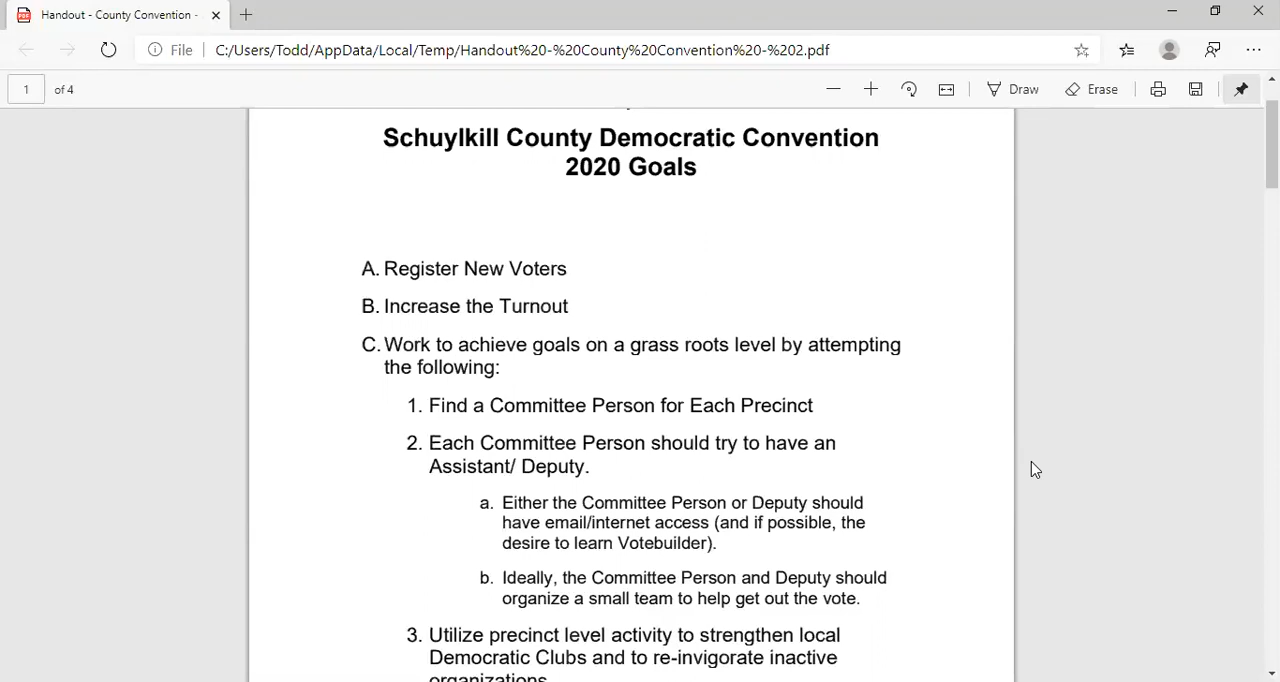 Handout - County Convention -
File
C:/Users/Todd/AppData/Local/Temp/Handout%20-%20County%20Convention%20-%202.pdf
1 of 4
Draw
Erase
Schuylkill County Democratic Convention
2020 Goals
A. Register New Voters
B. Increase the Turnout
C. Work to achieve goals on a grass roots level by attempting
the following:
1. Find a Committee Person for Each Precinct
2. Each Committee Person should try to have an
Assistant/ Deputy.
a. Either the Committee Person or Deputy should
have email/internet access (and if possible, the
desire to learn Votebuilder).
b. Ideally, the Committee Person and Deputy should
organize a small team to help get out the vote.
3. Utilize precinct level activity to strengthen local
Democratic Clubs and to re-invigorate inactive
organizations